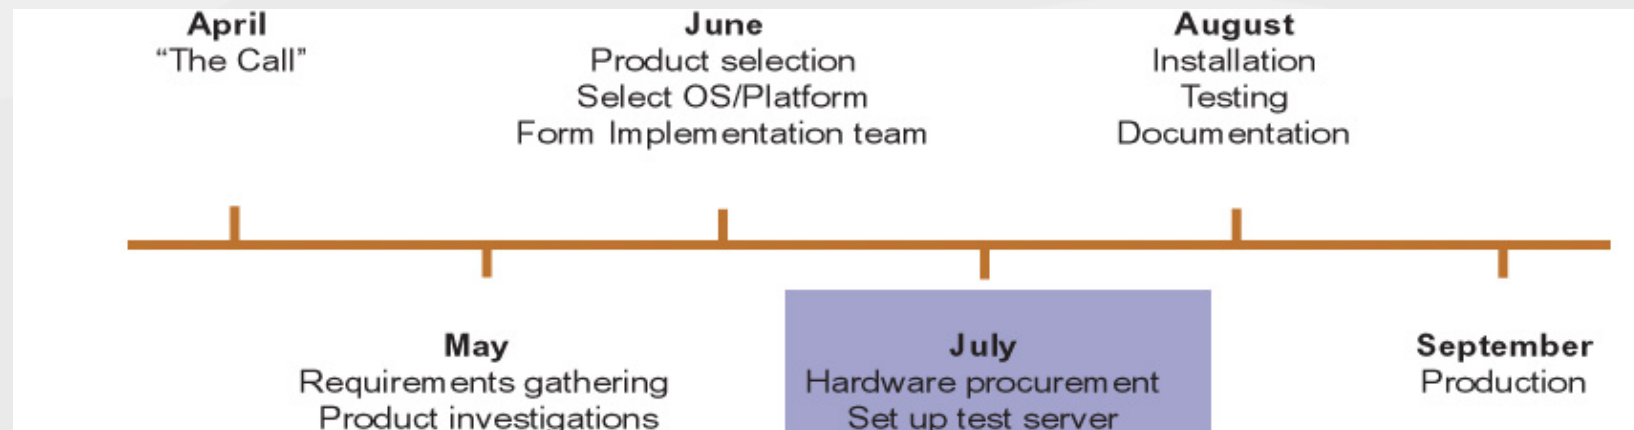 April
“The Call”
June
Product selection
Select OS/Platform
Form Implementation team
August
Installation
Testing
Documentation
May
Requirements gathering
Product investigations
July
Hardware procurement
Set up test server
September
Production